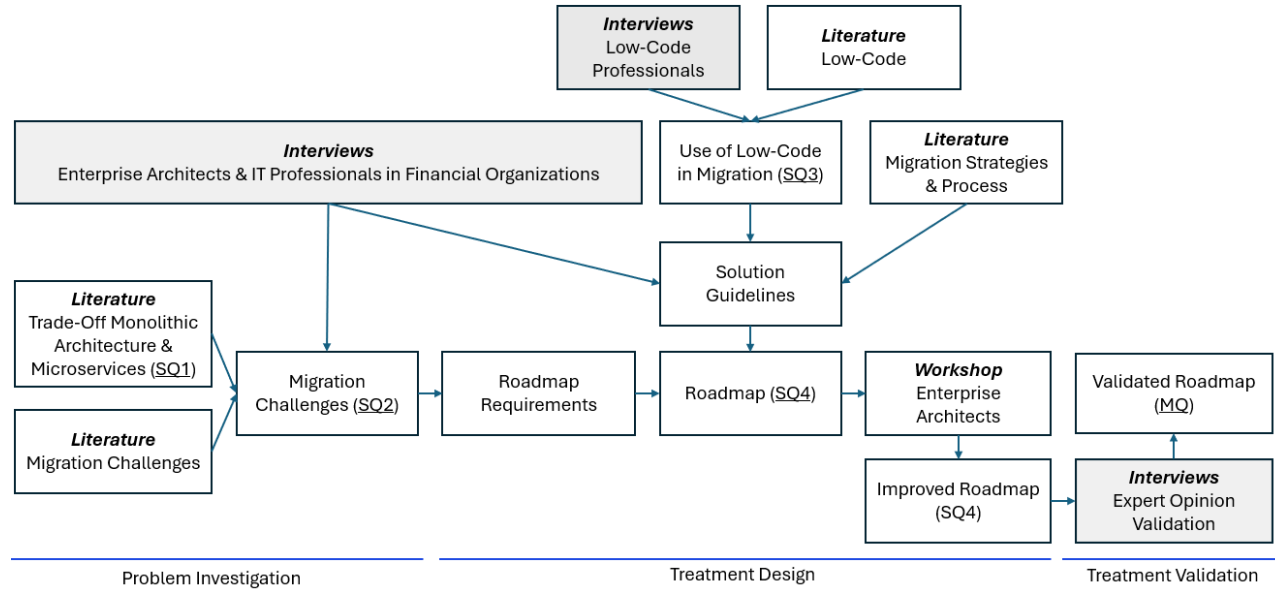 Interviews
Low-Code
Professionals
Literature
Low-Code
Interviews
Enterprise Architects & IT Professionals in Financial Organizations
Use of Low-Code
in Migration (SQ3)
Literature
Migration Strategies
& Process
Solution
Guidelines
Literature
Trade-Off Monolithic
Architecture &
Microservices (SQ1)
Literature
Migration Challenges
Migration
Challenges (SQ2)
Roadmap
Requirements
Roadmap (SQ4)
Workshop
Enterprise
Architects
Improved Roadmap
(SQ4)
Validated Roadmap
(MQ)
Interviews
Expert Opinion
Validation
Problem Investigation
Treatment Design
Treatment Validation